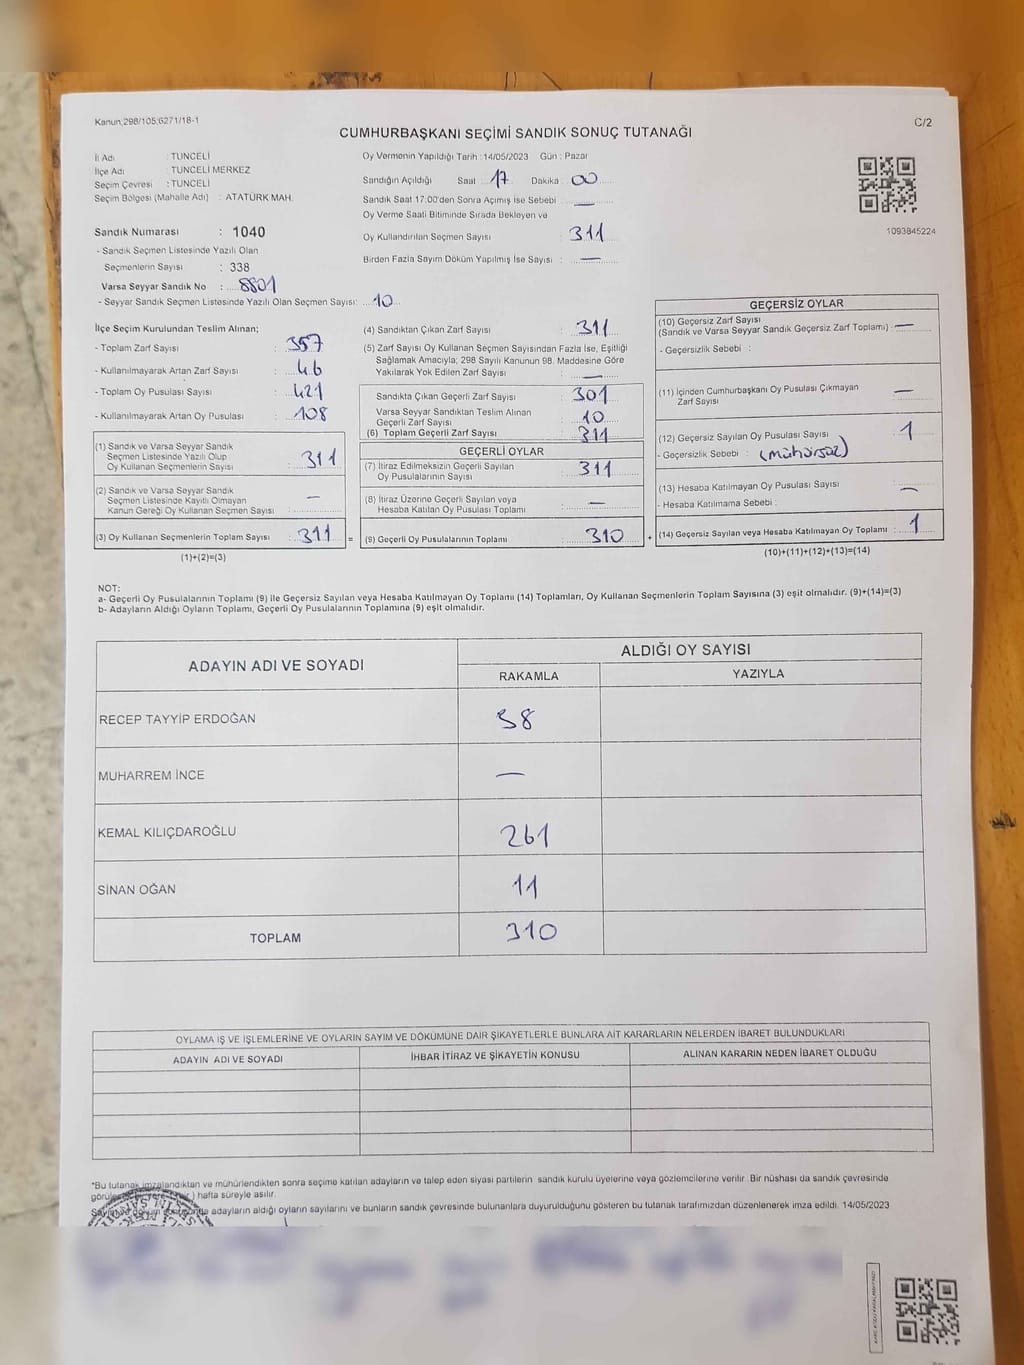 Kanun:298/105;6271/18-1
C/2
CUMHURBAŞKANI SEÇİMİ SANDIK SONUÇ TUTANAĞI
İl Adı : TUNCELİ
İlçe Adı : TUNCELİ MERKEZ
Seçim Çevresi : TUNCELİ
Seçim Bölgesi (Mahalle Adı) : ATATÜRK MAH.
Sandık Numarası : 1040
- Sandık Seçmen Listesinde Yazılı Olan
Seçmenlerin Sayısı : 338
Varsa Seyyar Sandık No : 8801
- Seyyar Sandık Seçmen Listesinde Yazılı Olan Seçmen Sayısı: 10
Oy Vermenin Yapıldığı Tarih :14/05/2023 Gün : Pazar
Sandığın Açıldığı Saat 17 Dakika 00
Sandık Saat 17:00'den Sonra Açımış İse Sebebi —
Oy Verme Saati Bitiminde Sırada Bekleyen ve
Oy Kullandırılan Seçmen Sayısı : 311
Birden Fazla Sayım Döküm Yapılmış İse Sayısı : —
1093845224
İlçe Seçim Kurulundan Teslim Alınan;
- Toplam Zarf Sayısı : 357
- Kullanılmayarak Artan Zarf Sayısı : 46
- Toplam Oy Pusulası Sayısı : 421
- Kullanılmayarak Artan Oy Pusulası : 108
(1) Sandık ve Varsa Seyyar Sandık
Seçmen Listesinde Yazılı Olup
Oy Kullanan Seçmenlerin Sayısı : 311
(2) Sandık ve Varsa Seyyar Sandık
Seçmen Listesinde Kayıtlı Olmayan
Kanun Gereği Oy Kullanan Seçmen Sayısı : —
(3) Oy Kullanan Seçmenlerin Toplam Sayısı : 311 =
(1)+(2)=(3)
(4) Sandıktan Çıkan Zarf Sayısı : 311
(5) Zarf Sayısı Oy Kullanan Seçmen Sayısından Fazla İse, Eşitliği
Sağlamak Amacıyla; 298 Sayılı Kanunun 98. Maddesine Göre
Yakılarak Yok Edilen Zarf Sayısı : —
Sandıkta Çıkan Geçerli Zarf Sayısı : 301
Varsa Seyyar Sandıktan Teslim Alınan
Geçerli Zarf Sayısı : 10
(6) Toplam Geçerli Zarf Sayısı : 311
GEÇERLİ OYLAR
(7) İtiraz Edilmeksizin Geçerli Sayılan
Oy Pusulalarının Sayısı : 311
(8) İtiraz Üzerine Geçerli Sayılan veya
Hesaba Katılan Oy Pusulası Toplamı : —
(9) Geçerli Oy Pusulalarının Toplamı : 310 +
GEÇERSİZ OYLAR
(10) Geçersiz Zarf Sayısı
(Sandık ve Varsa Seyyar Sandık Geçersiz Zarf Toplamı) : —
- Geçersizlik Sebebi :
(11) İçinden Cumhurbaşkanı Oy Pusulası Çıkmayan
Zarf Sayısı : —
(12) Geçersiz Sayılan Oy Pusulası Sayısı : 1
- Geçersizlik Sebebi : (mühürsüz)
(13) Hesaba Katılmayan Oy Pusulası Sayısı : —
- Hesaba Katılmama Sebebi :
(14) Geçersiz Sayılan veya Hesaba Katılmayan Oy Toplamı : 1
(10)+(11)+(12)+(13)=(14)
NOT:
a- Geçerli Oy Pusulalarının Toplamı (9) ile Geçersiz Sayılan veya Hesaba Katılmayan Oy Toplamı (14) Toplamları, Oy Kullanan Seçmenlerin Toplam Sayısına (3) eşit olmalıdır. (9)+(14)=(3)
b- Adayların Aldığı Oyların Toplamı, Geçerli Oy Pusulalarının Toplamına (9) eşit olmalıdır.
ADAYIN ADI VE SOYADI
ALDIĞI OY SAYISI
RAKAMLA YAZIYLA
RECEP TAYYİP ERDOĞAN 38
MUHARREM İNCE —
KEMAL KILIÇDAROĞLU 261
SİNAN OĞAN 11
TOPLAM 310
OYLAMA İŞ VE İŞLEMLERİNE VE OYLARIN SAYIM VE DÖKÜMÜNE DAİR ŞİKAYETLERLE BUNLARA AİT KARARLARIN NELERDEN İBARET BULUNDUKLARI
ADAYIN ADI VE SOYADI İHBAR İTİRAZ VE ŞİKAYETİN KONUSU ALINAN KARARIN NEDEN İBARET OLDUĞU
*Bu tutanak imzalandıktan ve mühürlendikten sonra seçime katılan adayların ve talep eden siyasi partilerin sandık kurulu üyelerine veya gözlemcilerine verilir. Bir nüshası da sandık çevresinde
hafta süreyle asılır.
adayların aldığı oyların sayılarını ve bunların sandık çevresinde bulunanlara duyurulduğunu gösteren bu tutanak tarafımızdan düzenlenerek imza edildi. 14/05/2023